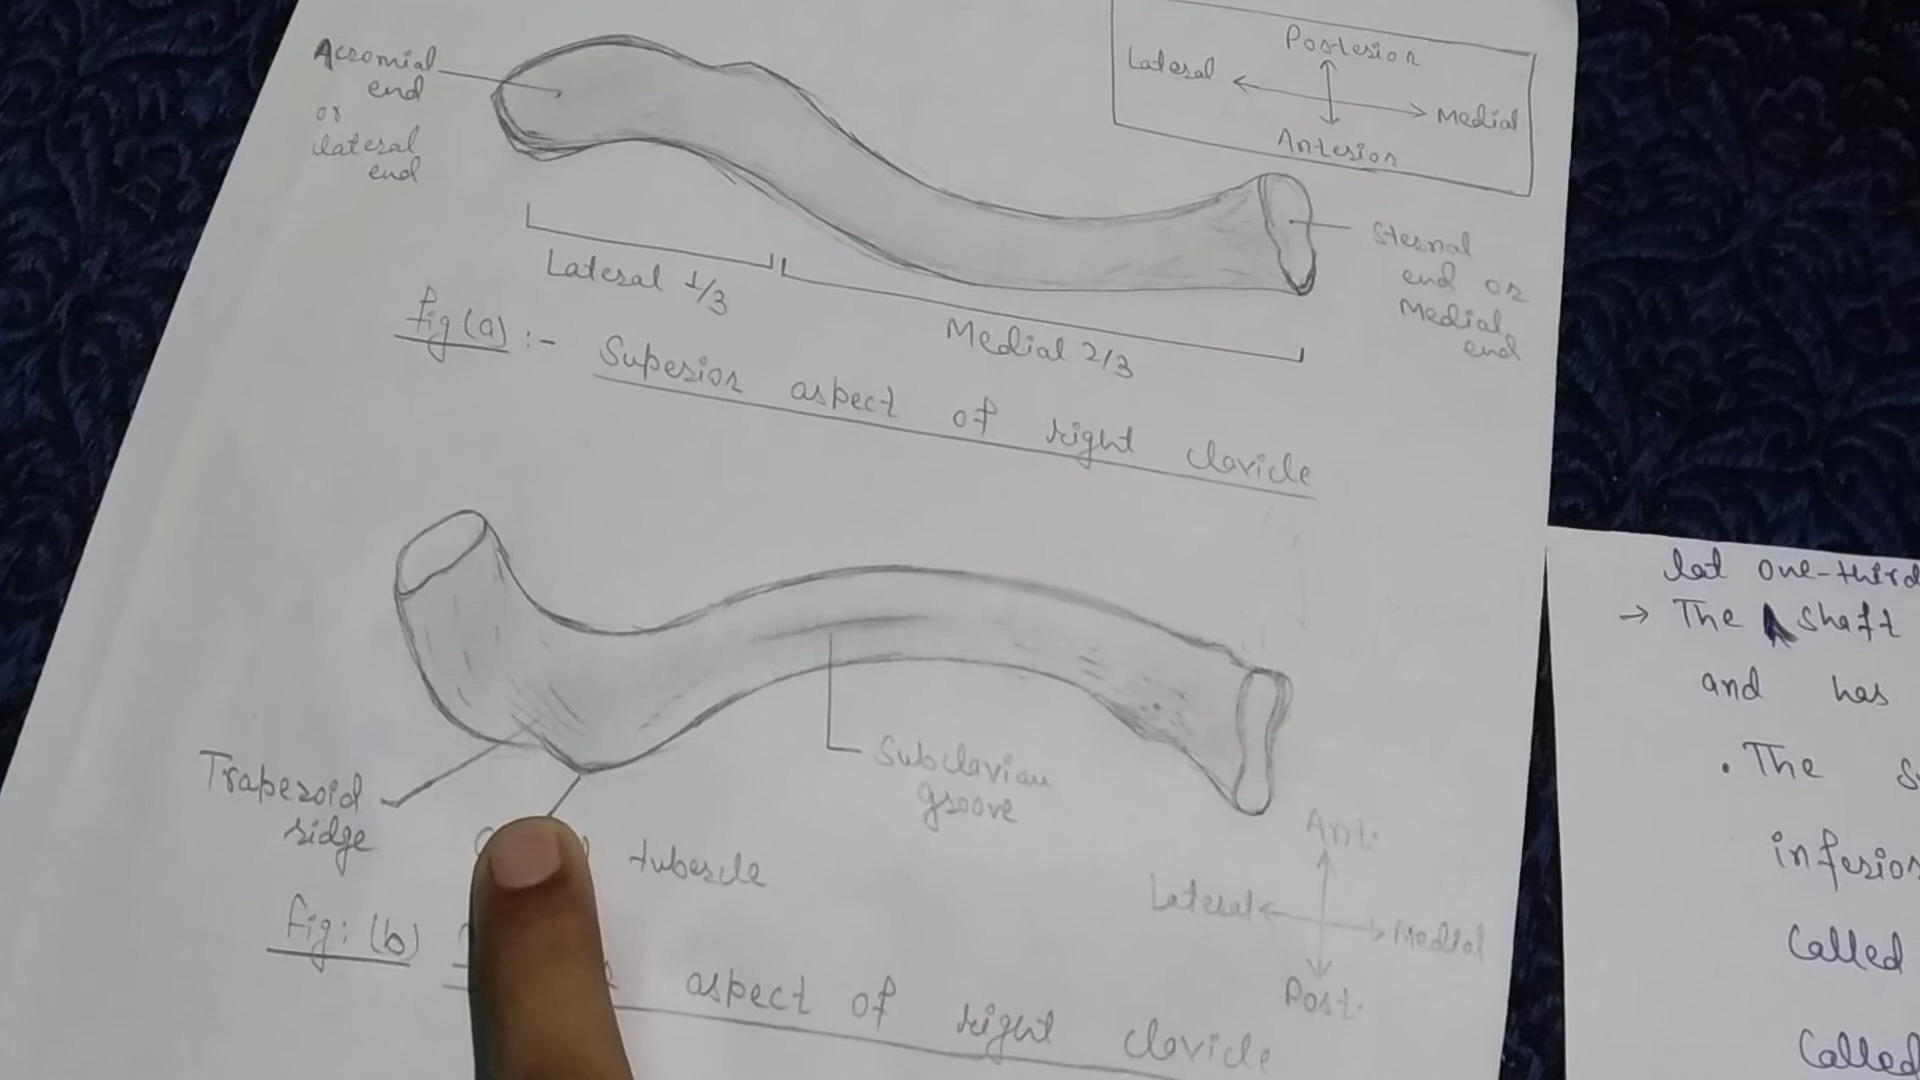 Acromial
end
or
lateral
end
Posterior
Lateral
Medial
Anterior
Sternal
end or
Medial
end
Lateral 1/3
Medial 2/3
fig (a) :- Superior aspect of right clavicle
Trapezoid
ridge
Subclavian
groove
tubercle
Ant.
Lateral
Medial
Post.
fig: (b)
aspect of right clavicle
lat one-third
→ The shaft
and has
. The
inferior
Called
Called